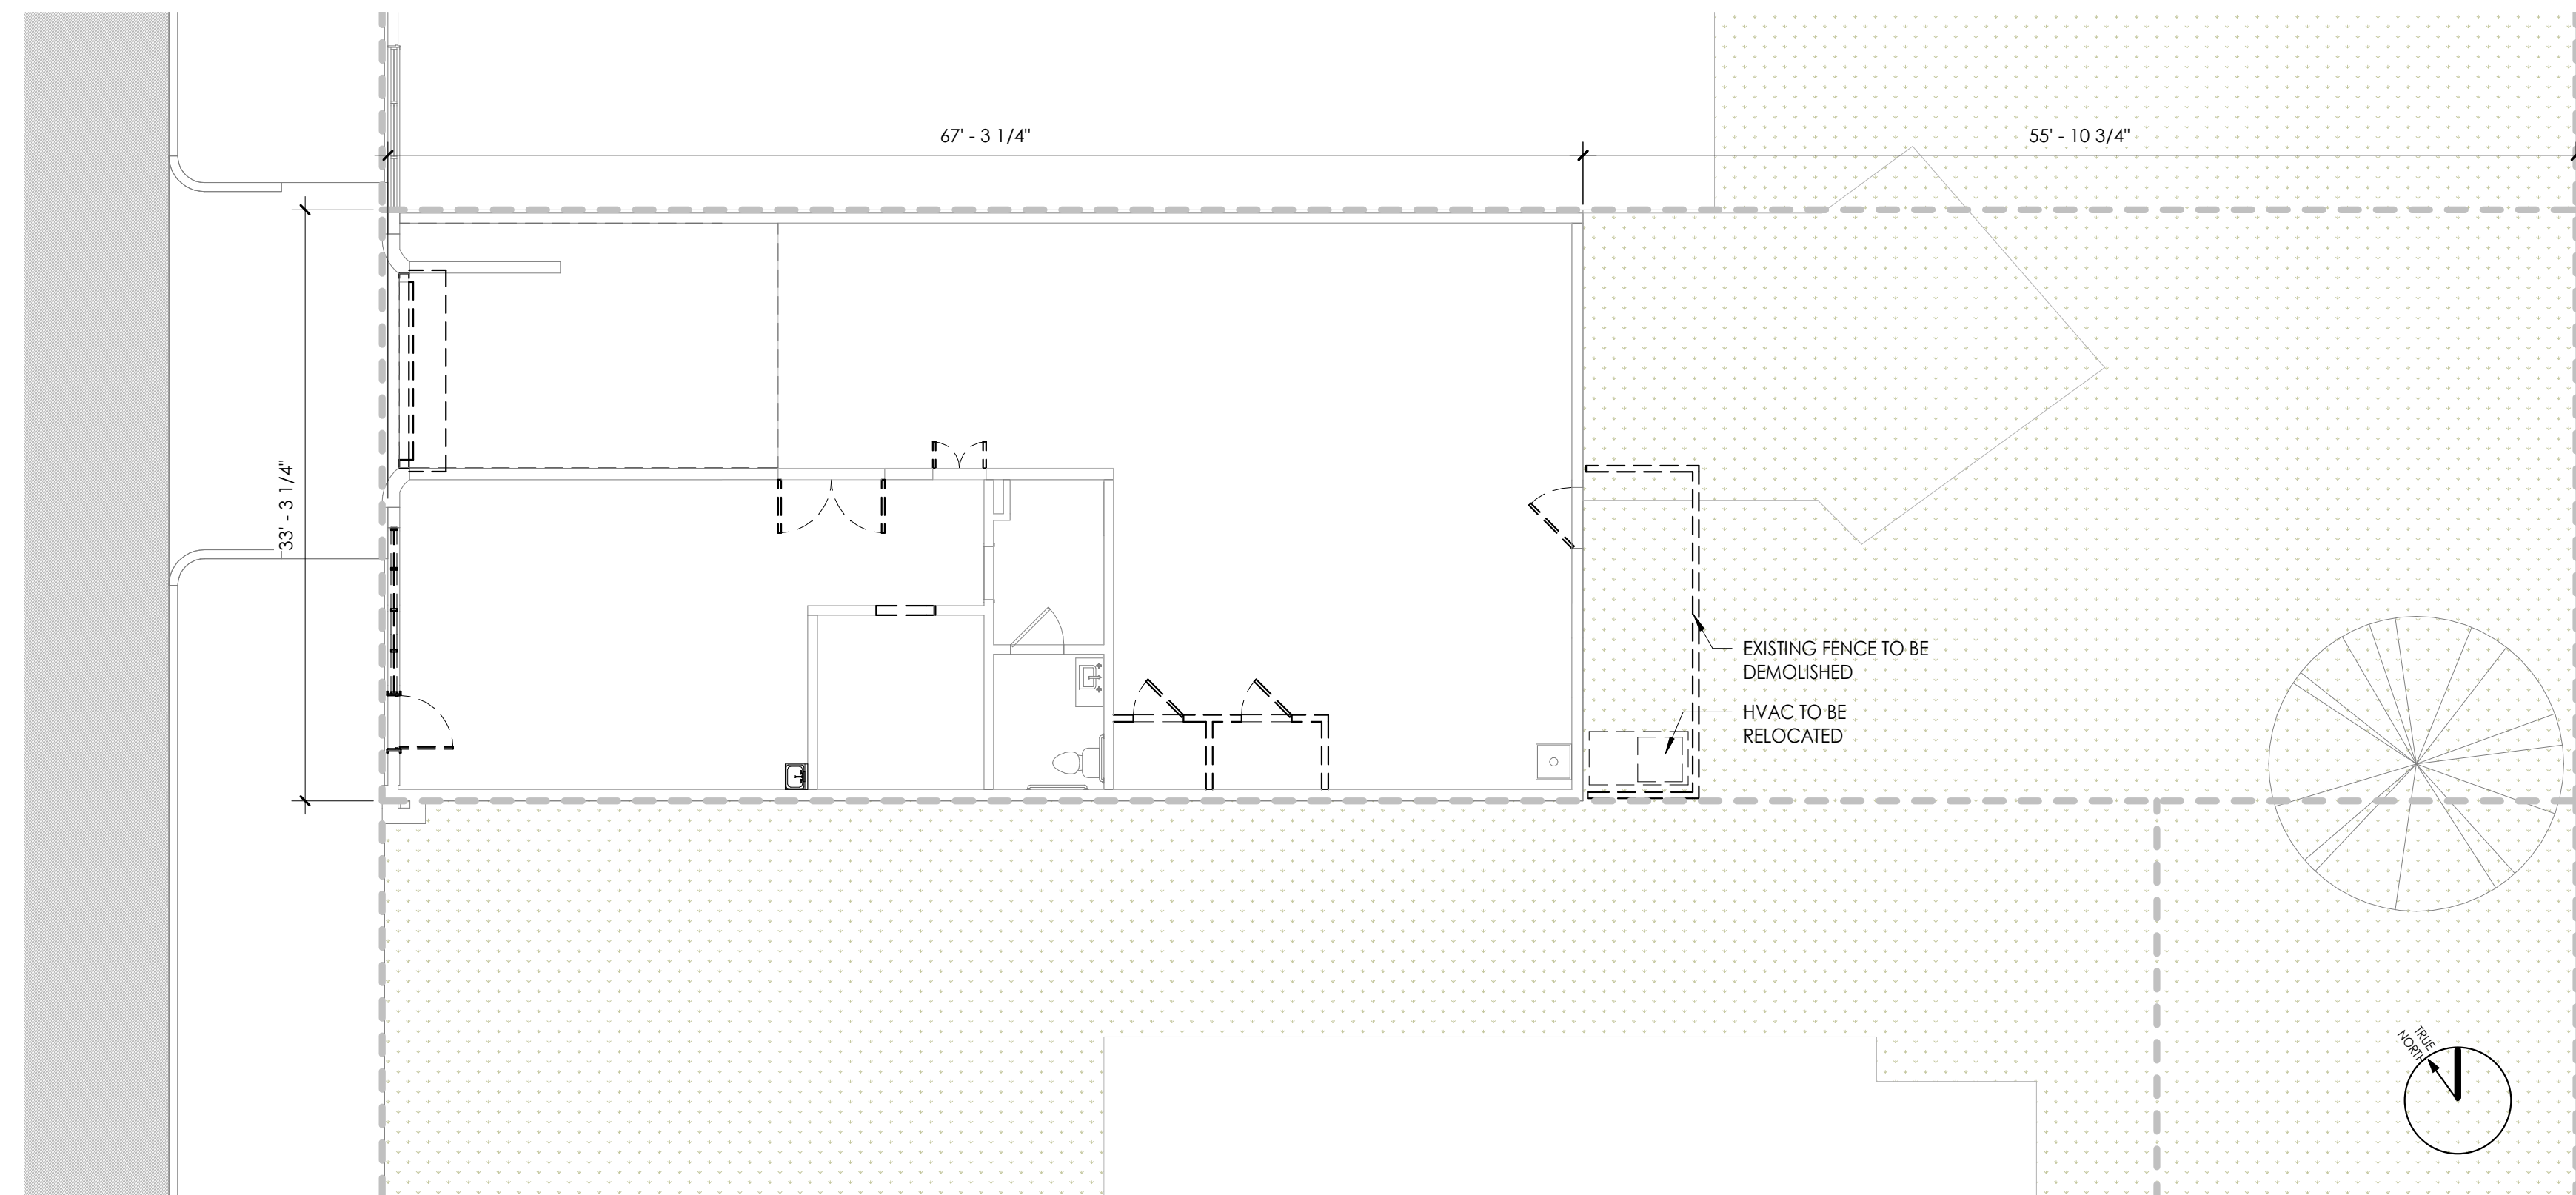 67' - 3 1/4"
55' - 10 3/4"
33' - 3 1/4"
EXISTING FENCE TO BE
DEMOLISHED
HVAC TO BE
RELOCATED
TRUE
NORTH